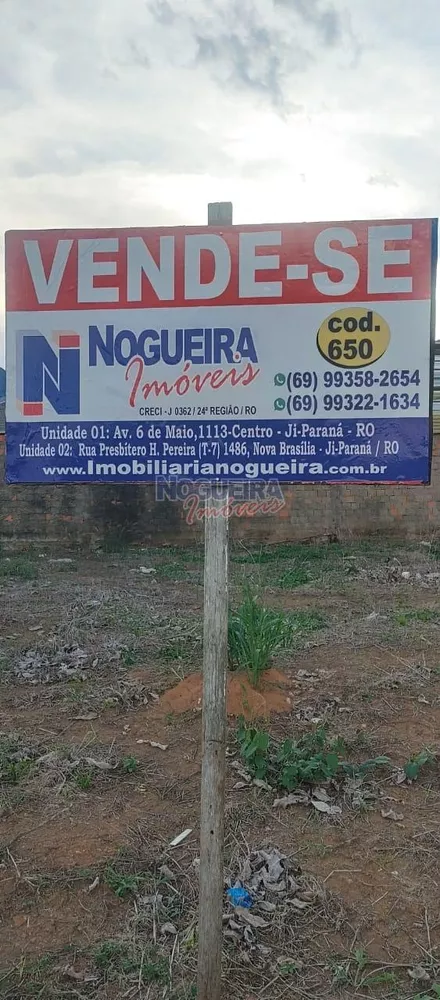 VENDE-SE
N NOGUEIRA
Imóveis
CRECI - J 0362 / 24ª REGIÃO / RO
cod.
650
(69) 99358-2654
(69) 99322-1634
Unidade 01: Av. 6 de Maio,1113-Centro - Ji-Paraná - RO
Unidade 02: Rua Presbítero H. Pereira (T-7) 1486, Nova Brasília - Ji-Paraná / RO
www.Imobiliarianogueira.com.br
NOGUEIRA
Imóveis